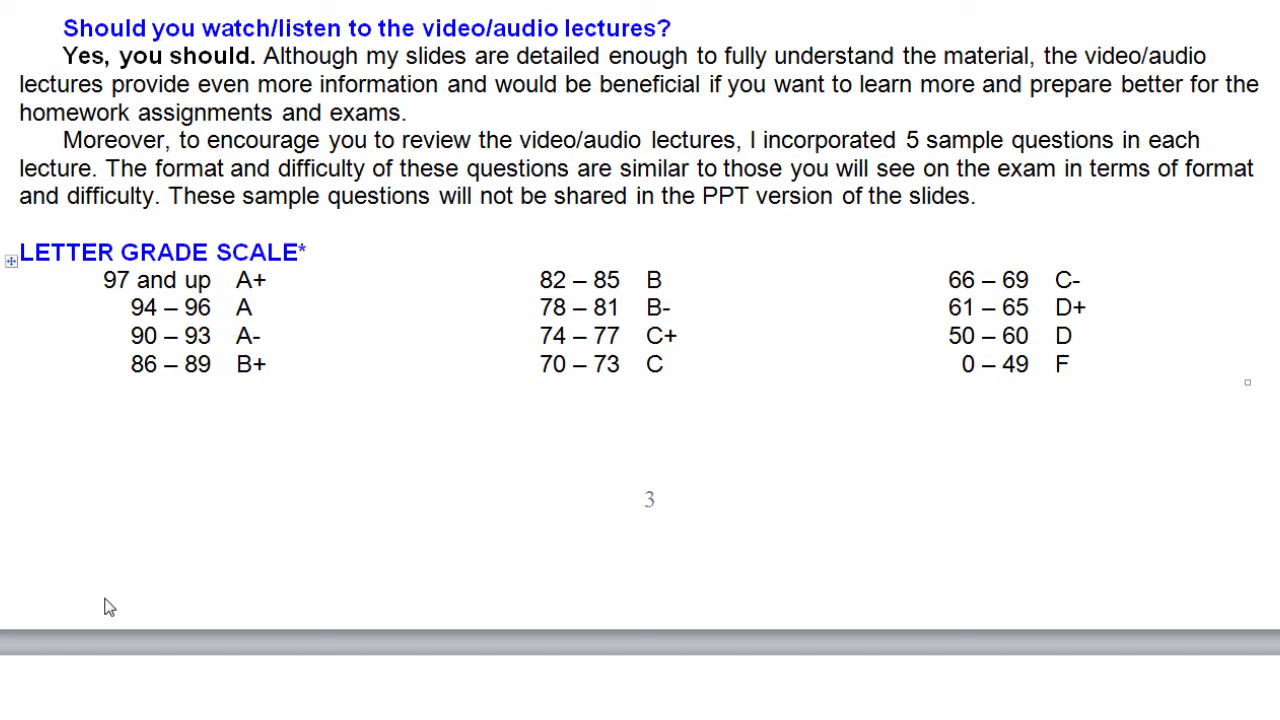 Should you watch/listen to the video/audio lectures?
Yes, you should. Although my slides are detailed enough to fully understand the material, the video/audio
lectures provide even more information and would be beneficial if you want to learn more and prepare better for the
homework assignments and exams.
Moreover, to encourage you to review the video/audio lectures, I incorporated 5 sample questions in each
lecture. The format and difficulty of these questions are similar to those you will see on the exam in terms of format
and difficulty. These sample questions will not be shared in the PPT version of the slides.
LETTER GRADE SCALE*
97 and up A+ 82 – 85 B 66 – 69 C-
94 – 96 A 78 – 81 B- 61 – 65 D+
90 – 93 A- 74 – 77 C+ 50 – 60 D
86 – 89 B+ 70 – 73 C 0 – 49 F
3